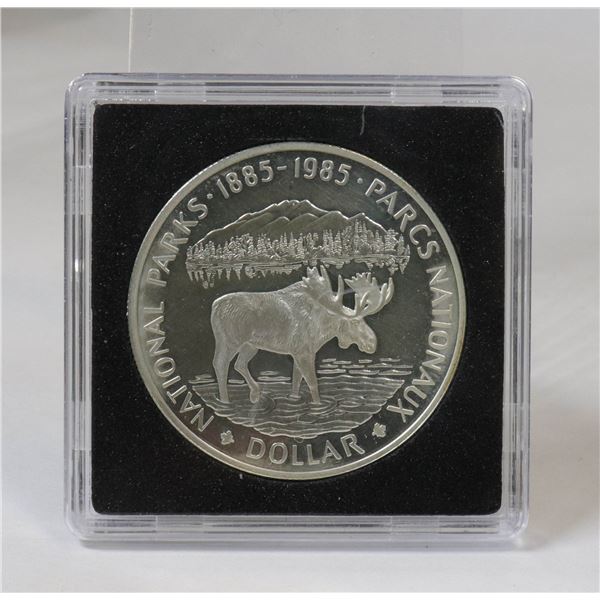 NATIONAL PARKS · 1885-1985 · PARCS NATIONAUX
DOLLAR